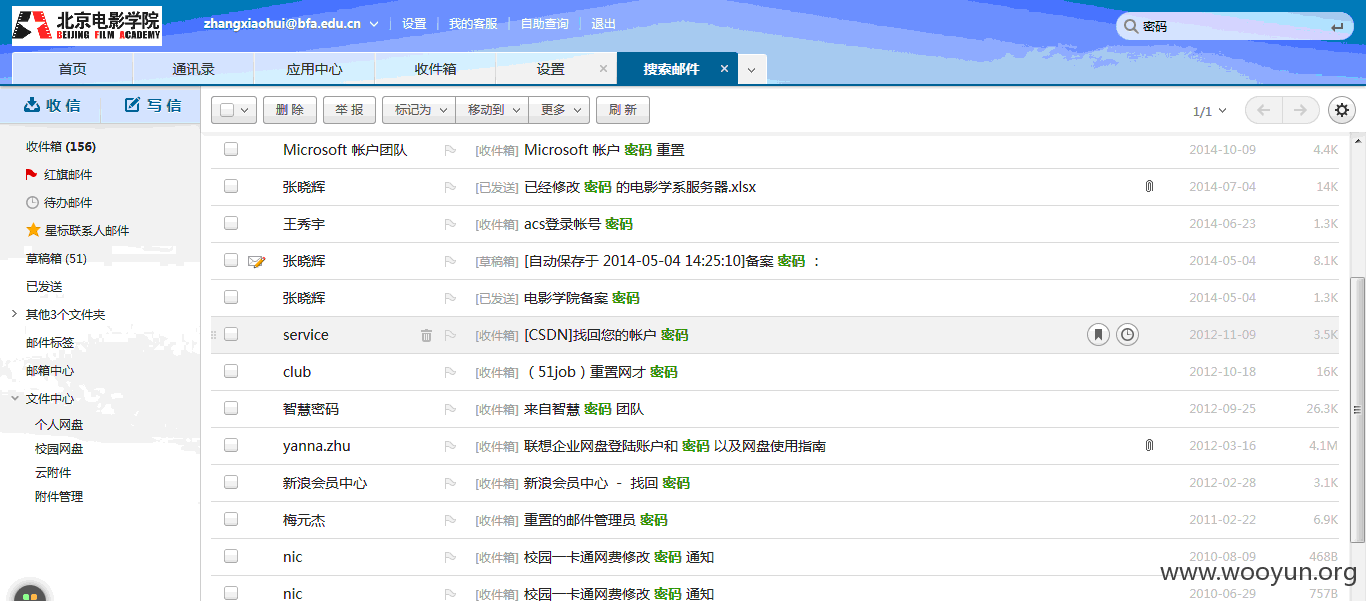 北京电影学院
BEIJING FILM ACADEMY
zhangxiaohui@bfa.edu.cn 设置 我的客服 自助查询 退出
密码
首页 通讯录 应用中心 收件箱 设置 × 搜索邮件 ×
收信 写信
删除 举报 标记为 移动到 更多 刷新 1/1
收件箱 (156)
红旗邮件
待办邮件
星标联系人邮件
草稿箱 (51)
已发送
其他3个文件夹
邮件标签
邮箱中心
文件中心
个人网盘
校园网盘
云附件
附件管理
Microsoft 帐户团队 [收件箱] Microsoft 帐户 密码 重置 2014-10-09 4.4K
张晓辉 [已发送] 已经修改 密码 的电影学系服务器.xlsx 2014-07-04 14K
王秀宇 [收件箱] acs登录帐号 密码 2014-06-23 1.3K
张晓辉 [草稿箱] [自动保存于 2014-05-04 14:25:10]备案 密码 ： 2014-05-04 8.1K
张晓辉 [已发送] 电影学院备案 密码 2014-05-04 1.3K
service [收件箱] [CSDN]找回您的帐户 密码 2012-11-09 3.5K
club [收件箱] （51job）重置网才 密码 2012-10-18 16K
智慧密码 [收件箱] 来自智慧 密码 团队 2012-09-25 26.3K
yanna.zhu [收件箱] 联想企业网盘登陆账户和 密码 以及网盘使用指南 2012-03-16 4.1M
新浪会员中心 [收件箱] 新浪会员中心 － 找回 密码 2012-02-28 3.1K
梅元杰 [收件箱] 重置的邮件管理员 密码 2011-02-22 6.9K
nic [收件箱] 校园一卡通网费修改 密码 通知 2010-08-09 468B
nic [收件箱] 校园一卡通网费修改 密码 通知 2010-06-29 757B
www.wooyun.org